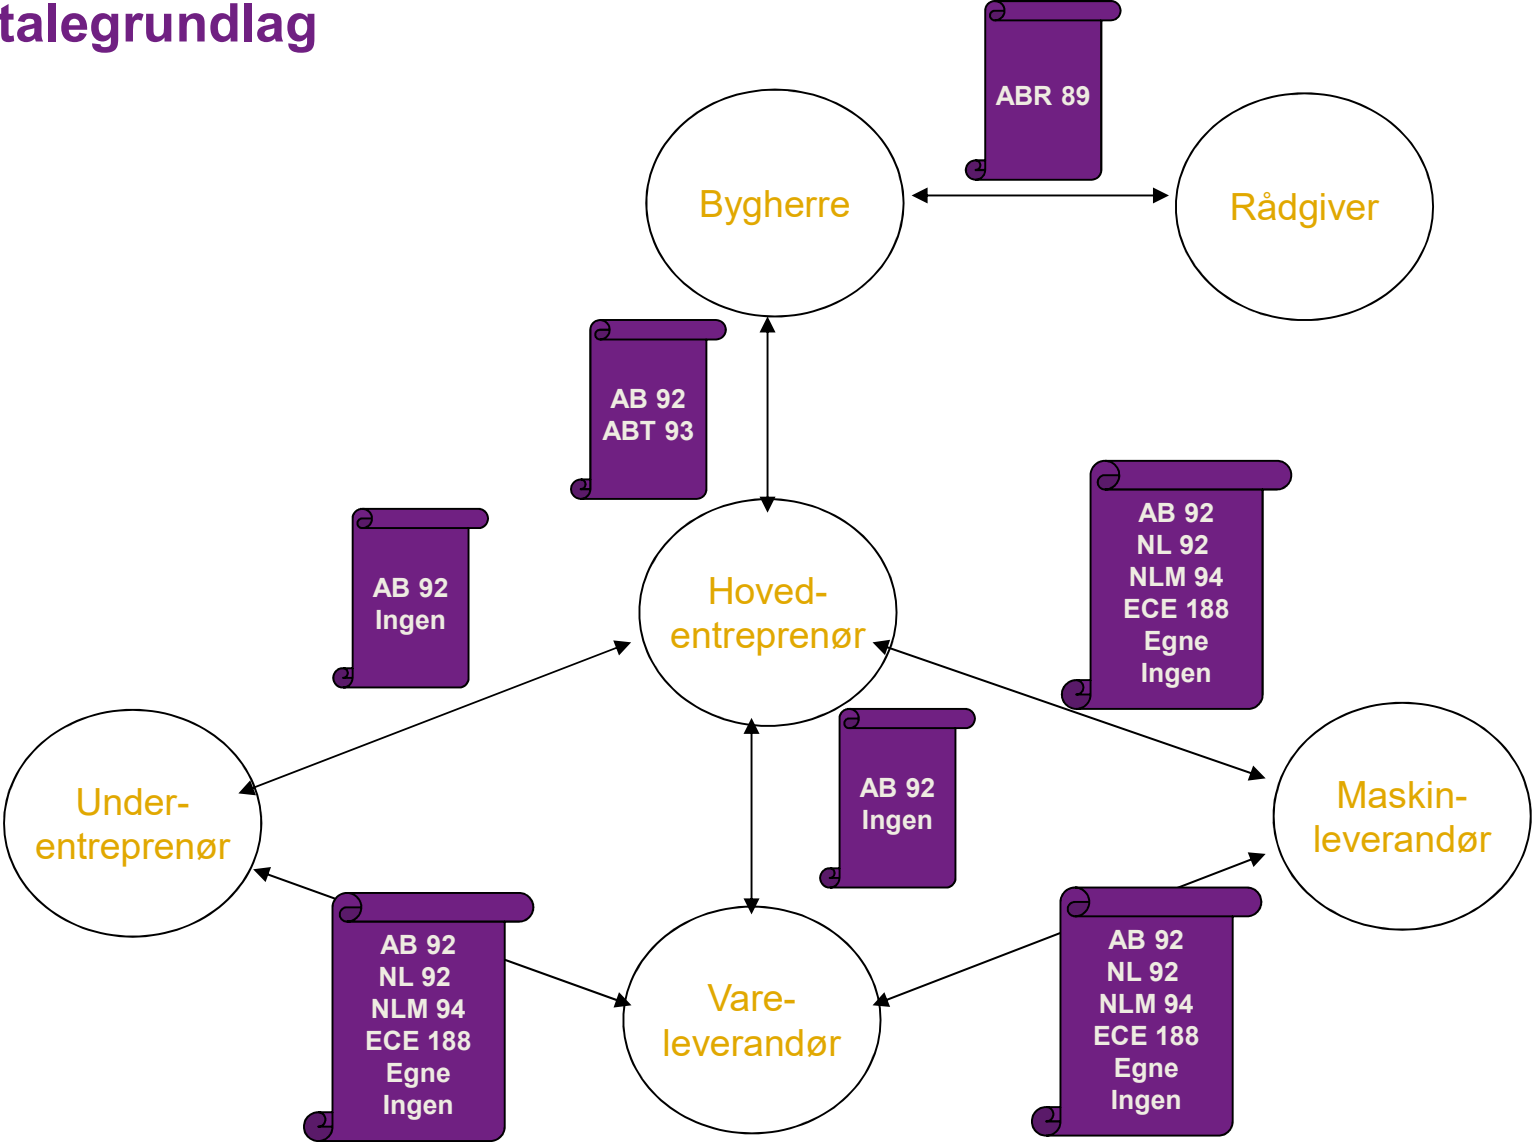 talegrundlag
ABR 89
Bygherre
Rådgiver
AB 92
ABT 93
AB 92
Ingen
Hoved-
entreprenør
AB 92
NL 92
NLM 94
ECE 188
Egne
Ingen
AB 92
Ingen
Under-
entreprenør
Maskin-
leverandør
AB 92
NL 92
NLM 94
ECE 188
Egne
Ingen
Vare-
leverandør
AB 92
NL 92
NLM 94
ECE 188
Egne
Ingen